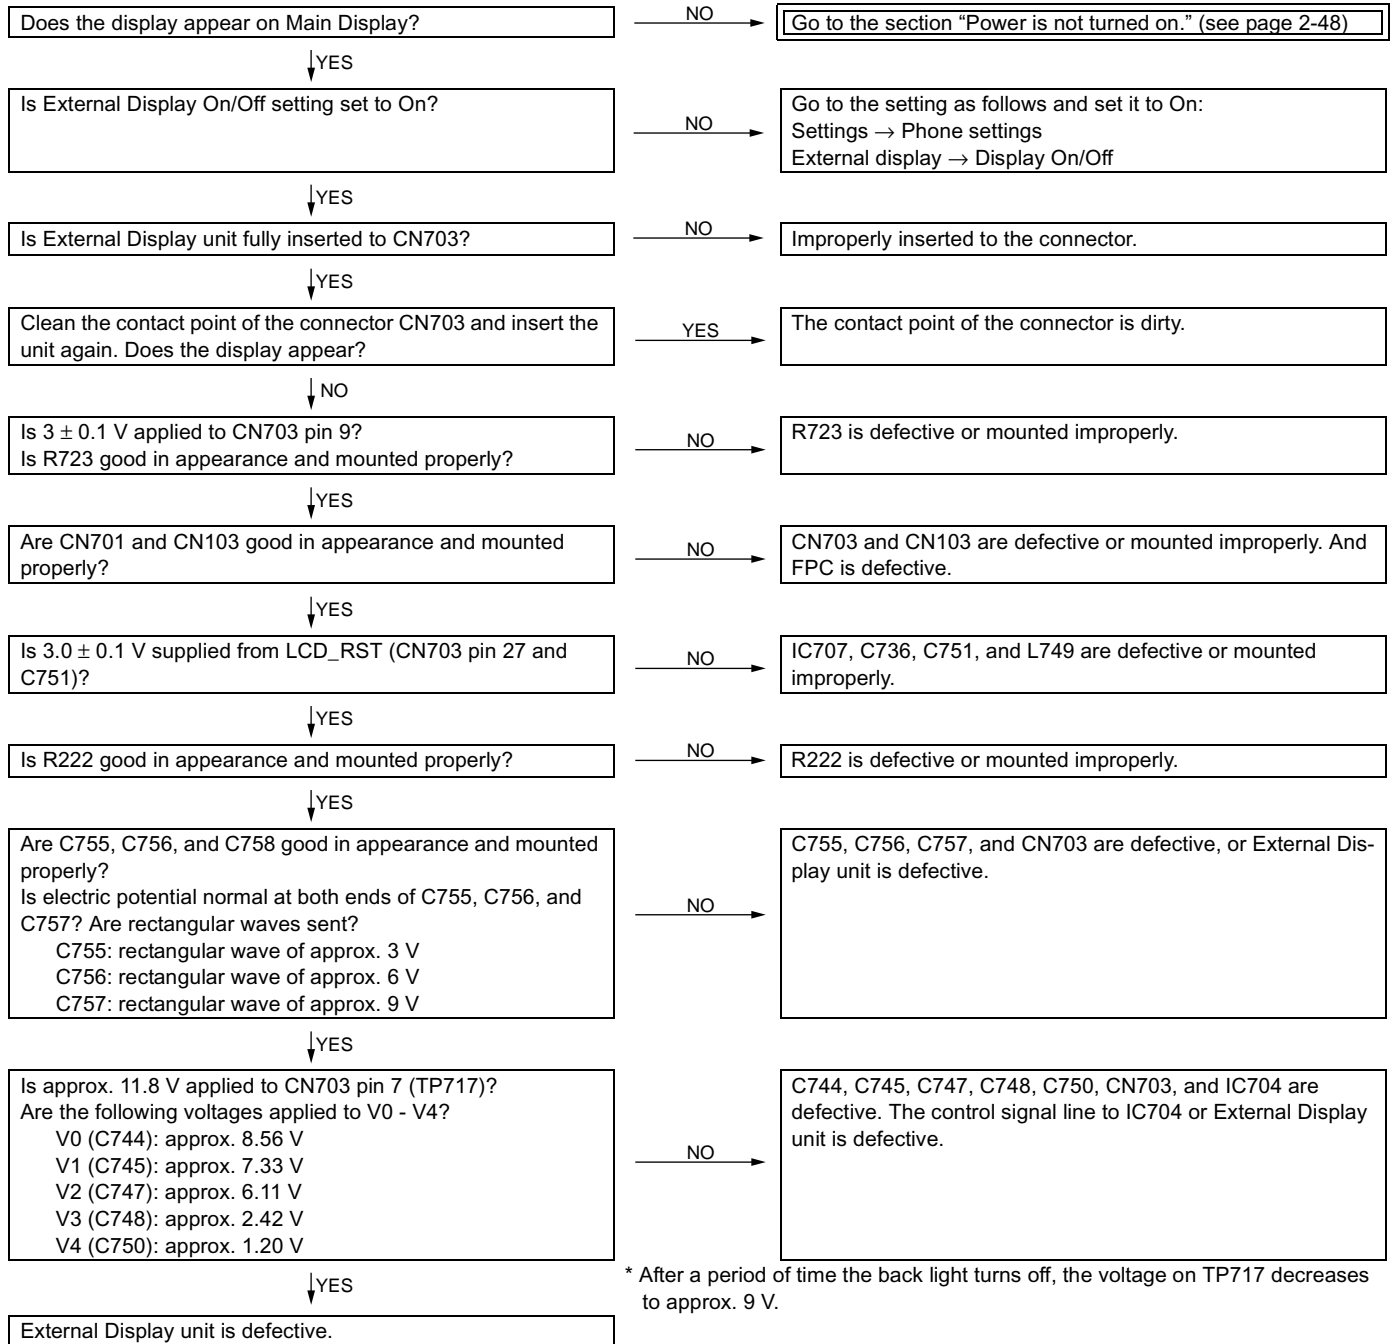 Does the display appear on Main Display?
NO
Go to the section “Power is not turned on.” (see page 2-48)
YES
Is External Display On/Off setting set to On?
NO
Go to the setting as follows and set it to On:
Settings → Phone settings
External display → Display On/Off
YES
Is External Display unit fully inserted to CN703?
NO
Improperly inserted to the connector.
YES
Clean the contact point of the connector CN703 and insert the
unit again. Does the display appear?
YES
The contact point of the connector is dirty.
NO
Is 3 ± 0.1 V applied to CN703 pin 9?
Is R723 good in appearance and mounted properly?
NO
R723 is defective or mounted improperly.
YES
Are CN701 and CN103 good in appearance and mounted
properly?
NO
CN703 and CN103 are defective or mounted improperly. And
FPC is defective.
YES
Is 3.0 ± 0.1 V supplied from LCD_RST (CN703 pin 27 and
C751)?
NO
IC707, C736, C751, and L749 are defective or mounted
improperly.
YES
Is R222 good in appearance and mounted properly?
NO
R222 is defective or mounted improperly.
YES
Are C755, C756, and C758 good in appearance and mounted
properly?
Is electric potential normal at both ends of C755, C756, and
C757? Are rectangular waves sent?
C755: rectangular wave of approx. 3 V
C756: rectangular wave of approx. 6 V
C757: rectangular wave of approx. 9 V
NO
C755, C756, C757, and CN703 are defective, or External Dis-
play unit is defective.
YES
Is approx. 11.8 V applied to CN703 pin 7 (TP717)?
Are the following voltages applied to V0 - V4?
V0 (C744): approx. 8.56 V
V1 (C745): approx. 7.33 V
V2 (C747): approx. 6.11 V
V3 (C748): approx. 2.42 V
V4 (C750): approx. 1.20 V
NO
C744, C745, C747, C748, C750, CN703, and IC704 are
defective. The control signal line to IC704 or External Display
unit is defective.
* After a period of time the back light turns off, the voltage on TP717 decreases
to approx. 9 V.
YES
External Display unit is defective.